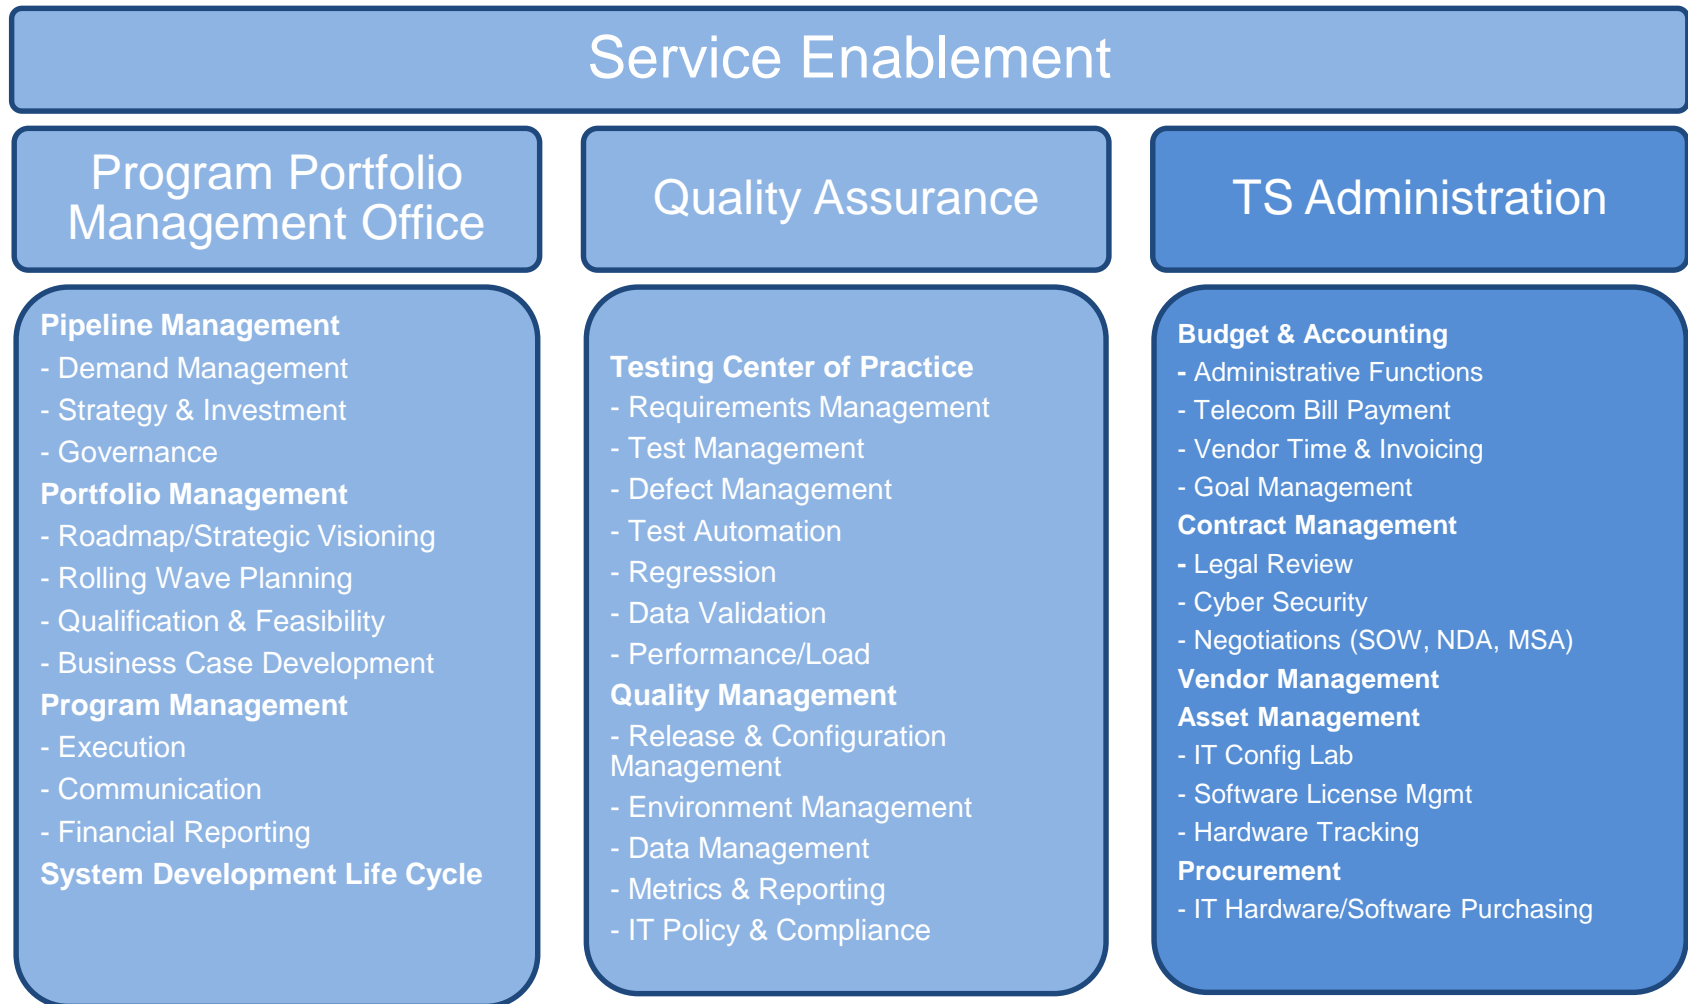 Service Enablement
Program Portfolio
Management Office
Pipeline Management
- Demand Management
- Strategy & Investment
- Governance
Portfolio Management
- Roadmap/Strategic Visioning
- Rolling Wave Planning
- Qualification & Feasibility
- Business Case Development
Program Management
- Execution
- Communication
- Financial Reporting
System Development Life Cycle
Quality Assurance
Testing Center of Practice
- Requirements Management
- Test Management
- Defect Management
- Test Automation
- Regression
- Data Validation
- Performance/Load
Quality Management
- Release & Configuration
Management
- Environment Management
- Data Management
- Metrics & Reporting
- IT Policy & Compliance
TS Administration
Budget & Accounting
- Administrative Functions
- Telecom Bill Payment
- Vendor Time & Invoicing
- Goal Management
Contract Management
- Legal Review
- Cyber Security
- Negotiations (SOW, NDA, MSA)
Vendor Management
Asset Management
- IT Config Lab
- Software License Mgmt
- Hardware Tracking
Procurement
- IT Hardware/Software Purchasing